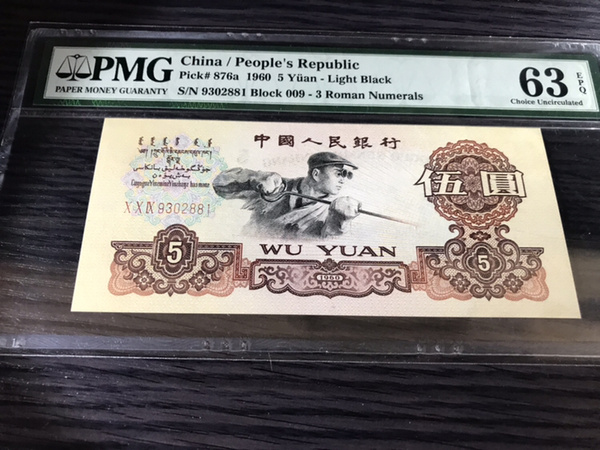 PMG
PAPER MONEY GUARANTY
China / People's Republic
Pick# 876a 1960 5 Yüan - Light Black
S/N 9302881 Block 009 - 3 Roman Numerals
63
EPQ
Choice Uncirculated
中國人民銀行
X X IX 9302881
伍圓
5
WU YUAN
5
1960